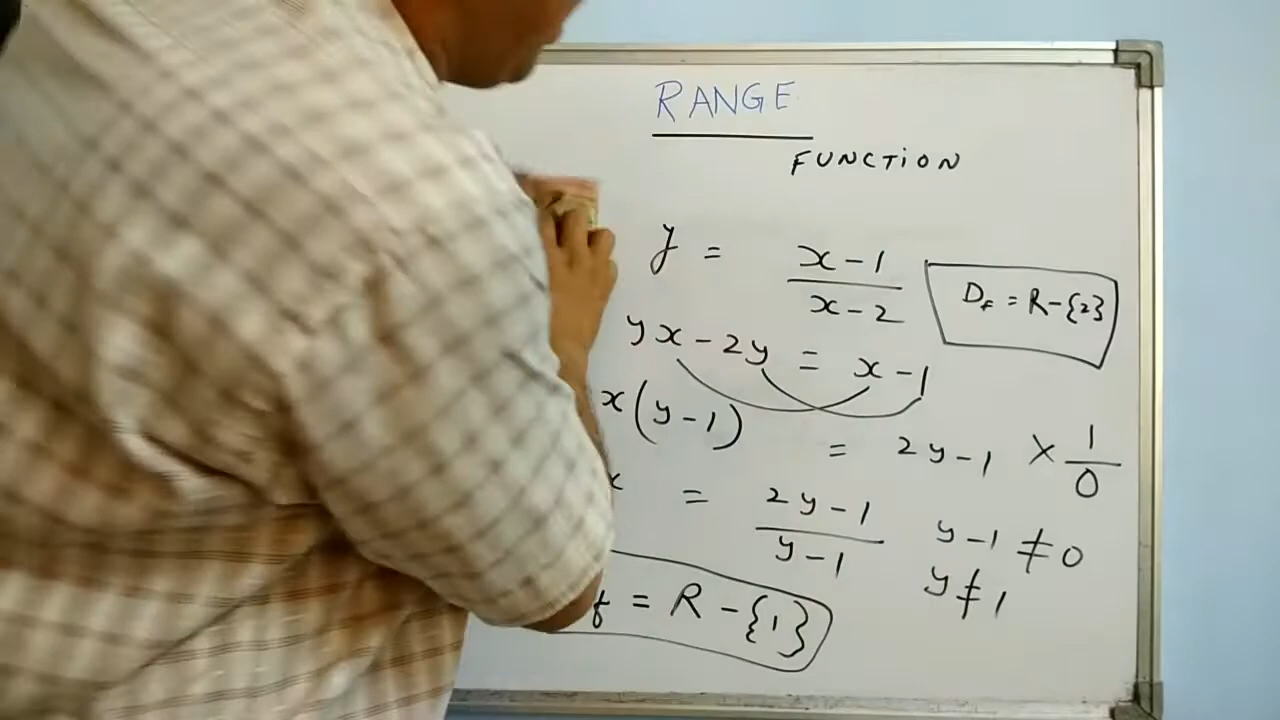 RANGE
FUNCTION
y = (x-1)/(x-2)
D_f = R-{2}
yx-2y = x-1
x(y-1) = 2y-1 × 1/0
x = (2y-1)/(y-1)
y-1 ≠ 0
y ≠ 1
f = R-{1}